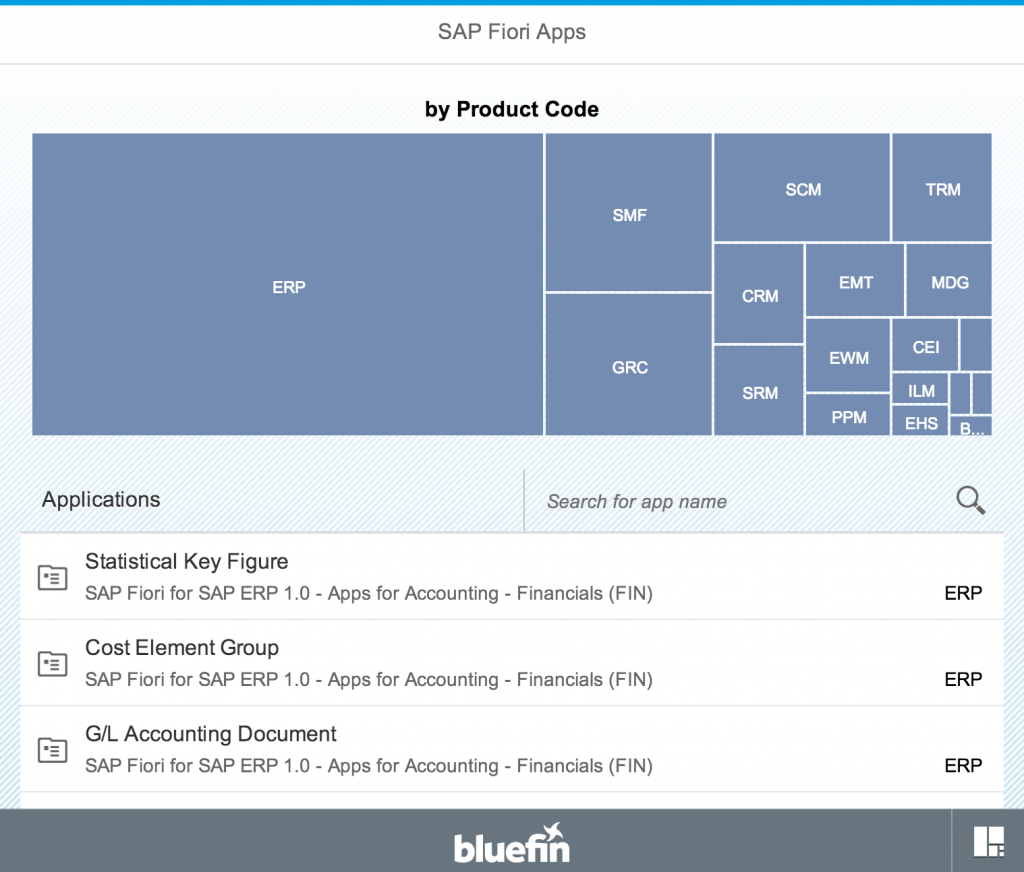 SAP Fiori Apps
by Product Code
ERP
SMF
GRC
SCM
TRM
CRM
EMT
MDG
SRM
EWM
CEI
PPM
ILM
EHS
B...
Applications
Search for app name
Statistical Key Figure
SAP Fiori for SAP ERP 1.0 - Apps for Accounting - Financials (FIN)
ERP
Cost Element Group
SAP Fiori for SAP ERP 1.0 - Apps for Accounting - Financials (FIN)
ERP
G/L Accounting Document
SAP Fiori for SAP ERP 1.0 - Apps for Accounting - Financials (FIN)
ERP
bluefin